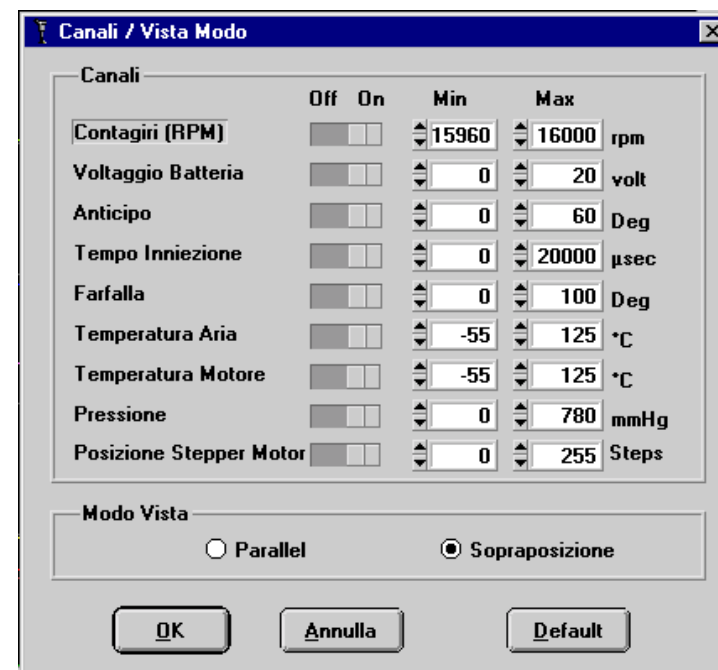 Canali / Vista Modo
Canali
Off On Min Max
Contagiri (RPM) 15960 16000 rpm
Voltaggio Batteria 0 20 volt
Anticipo 0 60 Deg
Tempo Inniezione 0 20000 µsec
Farfalla 0 100 Deg
Temperatura Aria -55 125 °C
Temperatura Motore -55 125 °C
Pressione 0 780 mmHg
Posizione Stepper Motor 0 255 Steps
Modo Vista
Parallel Sopraposizione
OK Annulla Default